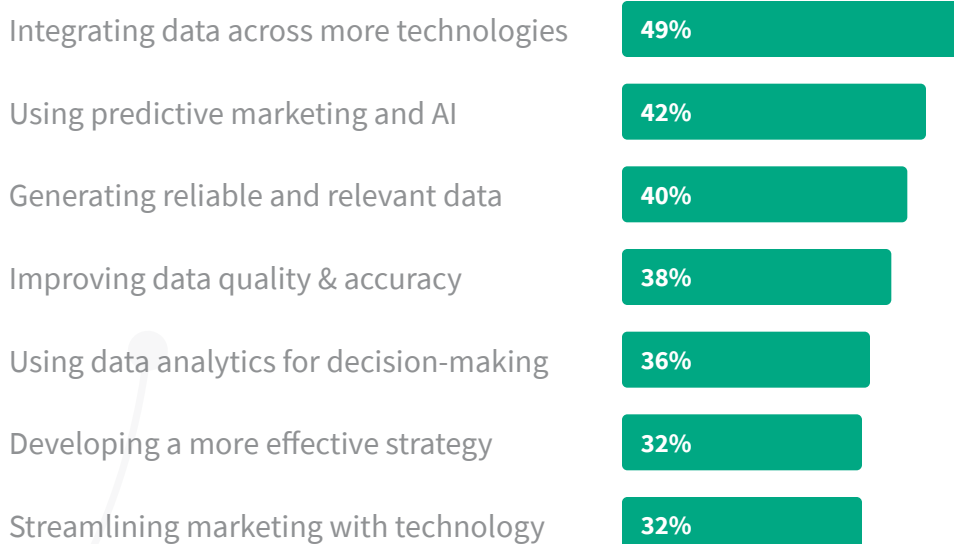 Integrating data across more technologies 49%
Using predictive marketing and AI 42%
Generating reliable and relevant data 40%
Improving data quality & accuracy 38%
Using data analytics for decision-making 36%
Developing a more effective strategy 32%
Streamlining marketing with technology 32%